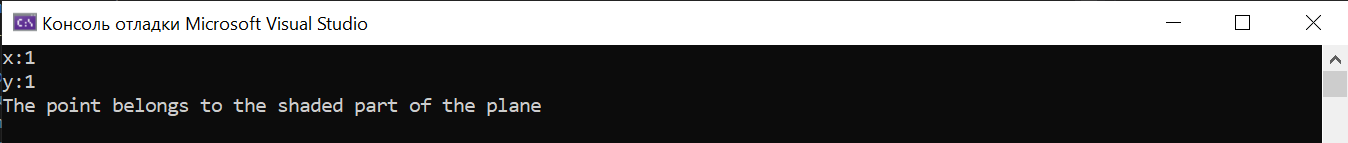 Консоль отладки Microsoft Visual Studio
x:1
y:1
The point belongs to the shaded part of the plane